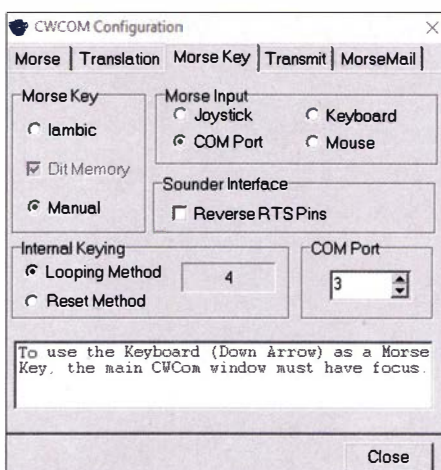 CWCOM Configuration
Morse Translation Morse Key Transmit MorseMail
Morse Key
Iambic
Dit Memory
Manual
Morse Input
Joystick Keyboard
COM Port Mouse
Sounder Interface
Reverse RTS Pins
Internal Keying
Looping Method 4
Reset Method
COM Port
3
To use the Keyboard (Down Arrow) as a Morse
Key, the main CWCom window must have focus.
Close